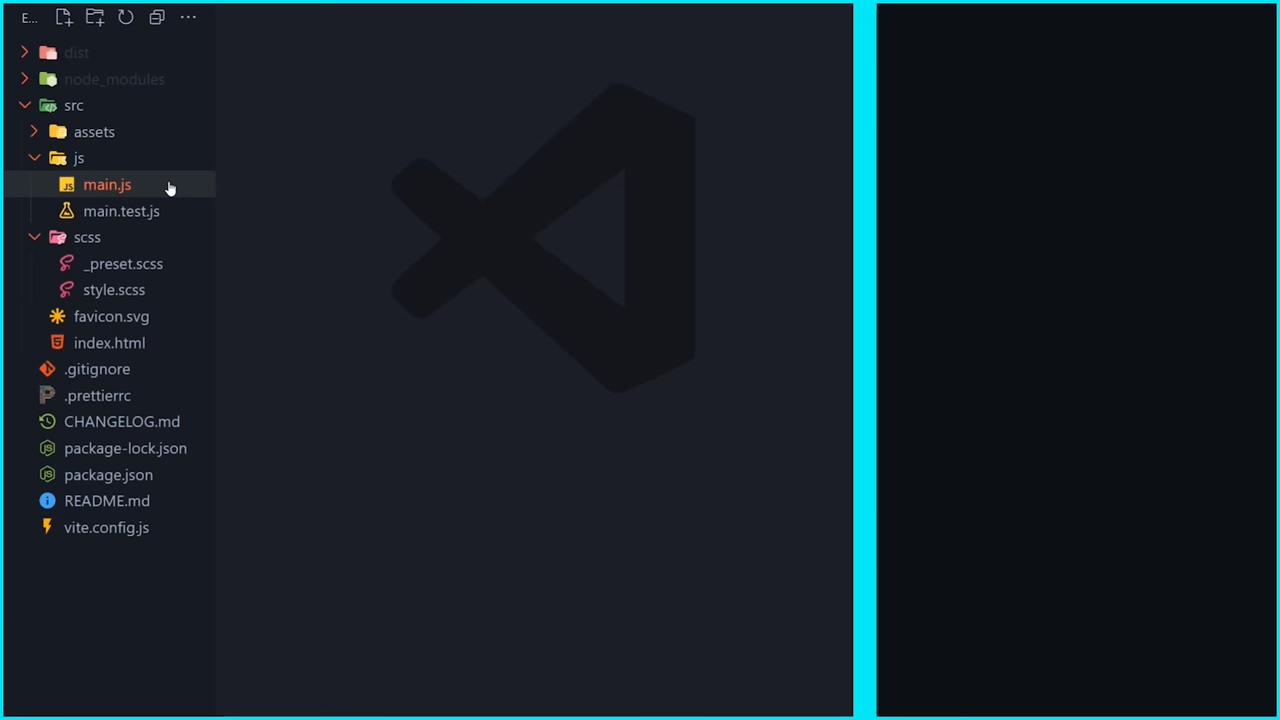 E...
dist
node_modules
src
assets
js
JS main.js
main.test.js
scss
_preset.scss
style.scss
favicon.svg
index.html
.gitignore
.prettierrc
CHANGELOG.md
package-lock.json
package.json
README.md
vite.config.js